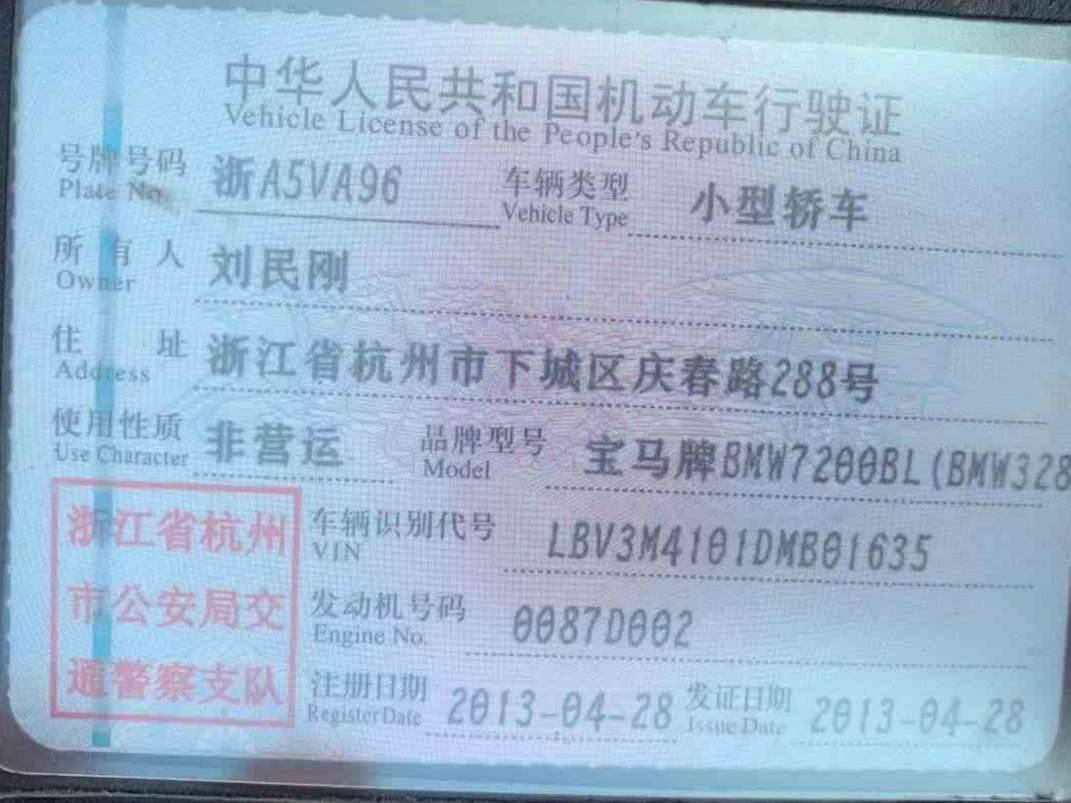 中华人民共和国机动车行驶证
Vehicle License of the People's Republic of China
号牌号码 浙A5VA96 车辆类型 小型轿车
Plate No. Vehicle Type
所有人 刘民刚
Owner
住址 浙江省杭州市下城区庆春路288号
Address
使用性质 非营运 品牌型号 宝马牌BMW7200BL(BMW328
Use Character Model
浙江省杭州 车辆识别代号 LBV3M4101DMB01635
VIN
市公安局交 发动机号码 0087D002
Engine No.
通警察支队 注册日期 2013-04-28 发证日期 2013-04-28
Register Date Issue Date